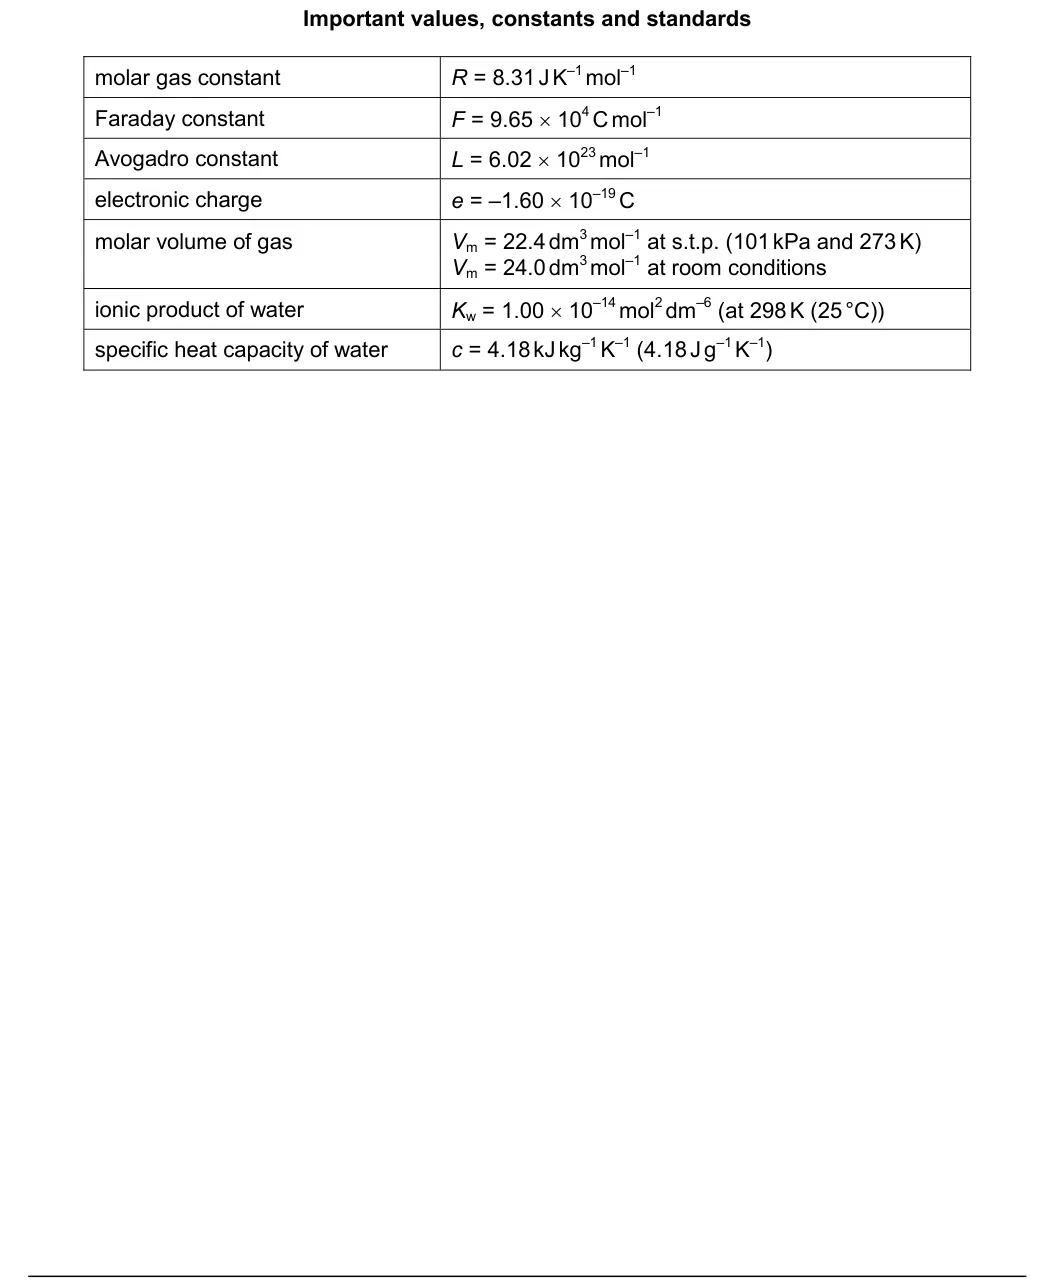 Important values, constants and standards
molar gas constant R = 8.31 J K⁻¹ mol⁻¹
Faraday constant F = 9.65 × 10⁴ C mol⁻¹
Avogadro constant L = 6.02 × 10²³ mol⁻¹
electronic charge e = –1.60 × 10⁻¹⁹ C
molar volume of gas Vₘ = 22.4 dm³ mol⁻¹ at s.t.p. (101 kPa and 273 K)
Vₘ = 24.0 dm³ mol⁻¹ at room conditions
ionic product of water K_w = 1.00 × 10⁻¹⁴ mol² dm⁻⁶ (at 298 K (25 °C))
specific heat capacity of water c = 4.18 kJ kg⁻¹ K⁻¹ (4.18 J g⁻¹ K⁻¹)